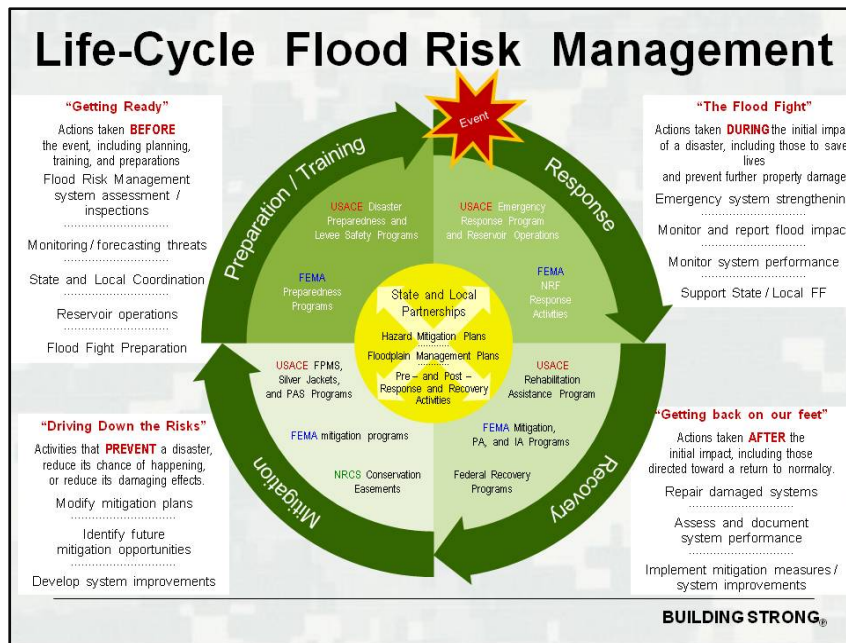 Life-Cycle Flood Risk Management
"Getting Ready"
Actions taken BEFORE
the event, including planning,
training, and preparations
Flood Risk Management
system assessment /
inspections
Monitoring / forecasting threats
State and Local Coordination
Reservoir operations
Flood Fight Preparation
Event
"The Flood Fight"
Actions taken DURING the initial impa
of a disaster, including those to save
lives
and prevent further property damage
Emergency system strengthenin
Monitor and report flood impac
Monitor system performance
Support State / Local FF
Preparation / Training
Response
USACE Disaster
Preparedness and
Levee Safety Programs
FEMA
Preparedness
Programs
USACE Emergency
Response Program
and Reservoir Operations
FEMA
NRF
Response
Activities
State and Local
Partnerships
Hazard Mitigation Plans
Floodplain Management Plans
Pre – and Post –
Response and Recovery
Activities
USACE FPMS,
Silver Jackets,
and PAS Programs
FEMA mitigation programs
NRCS Conservation
Easements
USACE
Rehabilitation
Assistance Program
FEMA Mitigation,
PA, and IA Programs
Federal Recovery
Programs
Mitigation
Recovery
"Driving Down the Risks"
Activities that PREVENT a disaster,
reduce its chance of happening,
or reduce its damaging effects.
Modify mitigation plans
Identify future
mitigation opportunities
Develop system improvements
"Getting back on our feet"
Actions taken AFTER the
initial impact, including those
directed toward a return to normalcy.
Repair damaged systems
Assess and document
system performance
Implement mitigation measures /
system improvements
BUILDING STRONG®